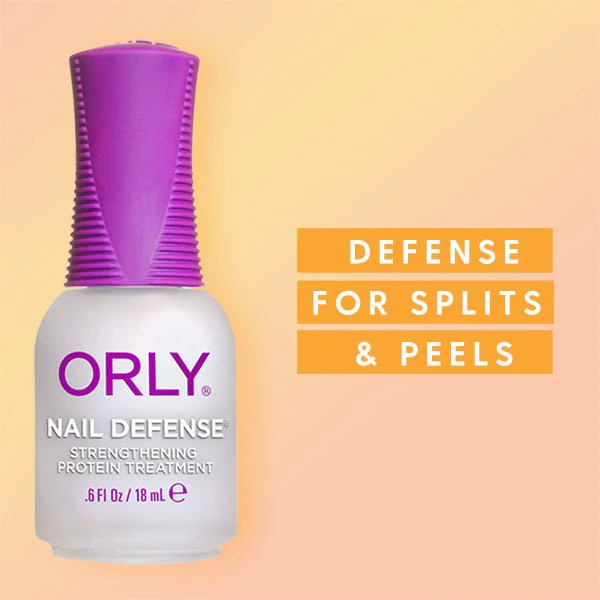 ORLY®
NAIL DEFENSE®
STRENGTHENING
PROTEIN TREATMENT
.6 Fl Oz / 18 mL ℮
DEFENSE
FOR SPLITS
& PEELS